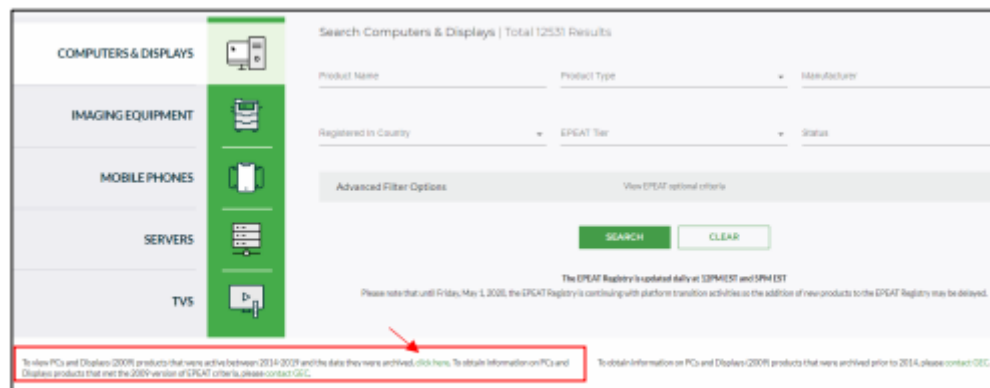 Search Computers & Displays | Total 12531 Results
COMPUTERS & DISPLAYS
Product Name
Product Type
Manufacturer
IMAGING EQUIPMENT
Registered In Country
EPEAT Tier
Status
MOBILE PHONES
Advanced Filter Options
View EPEAT optional criteria
SERVERS
SEARCH
CLEAR
The EPEAT Registry is updated daily at 12PM EST and 5PM EST
TVS
Please note that until Friday, May 1, 2020, the EPEAT Registry is continuing with platform transition activities so the addition of new products to the EPEAT Registry may be delayed.
To view PCs and Displays (2009) products that were active between 2014-2019 and the date they were archived, click here. To obtain information on PCs and
Displays products that met the 2009 version of EPEAT criteria, please contact GEC.
To obtain information on PCs and Displays (2009) products that were archived prior to 2014, please contact GEC